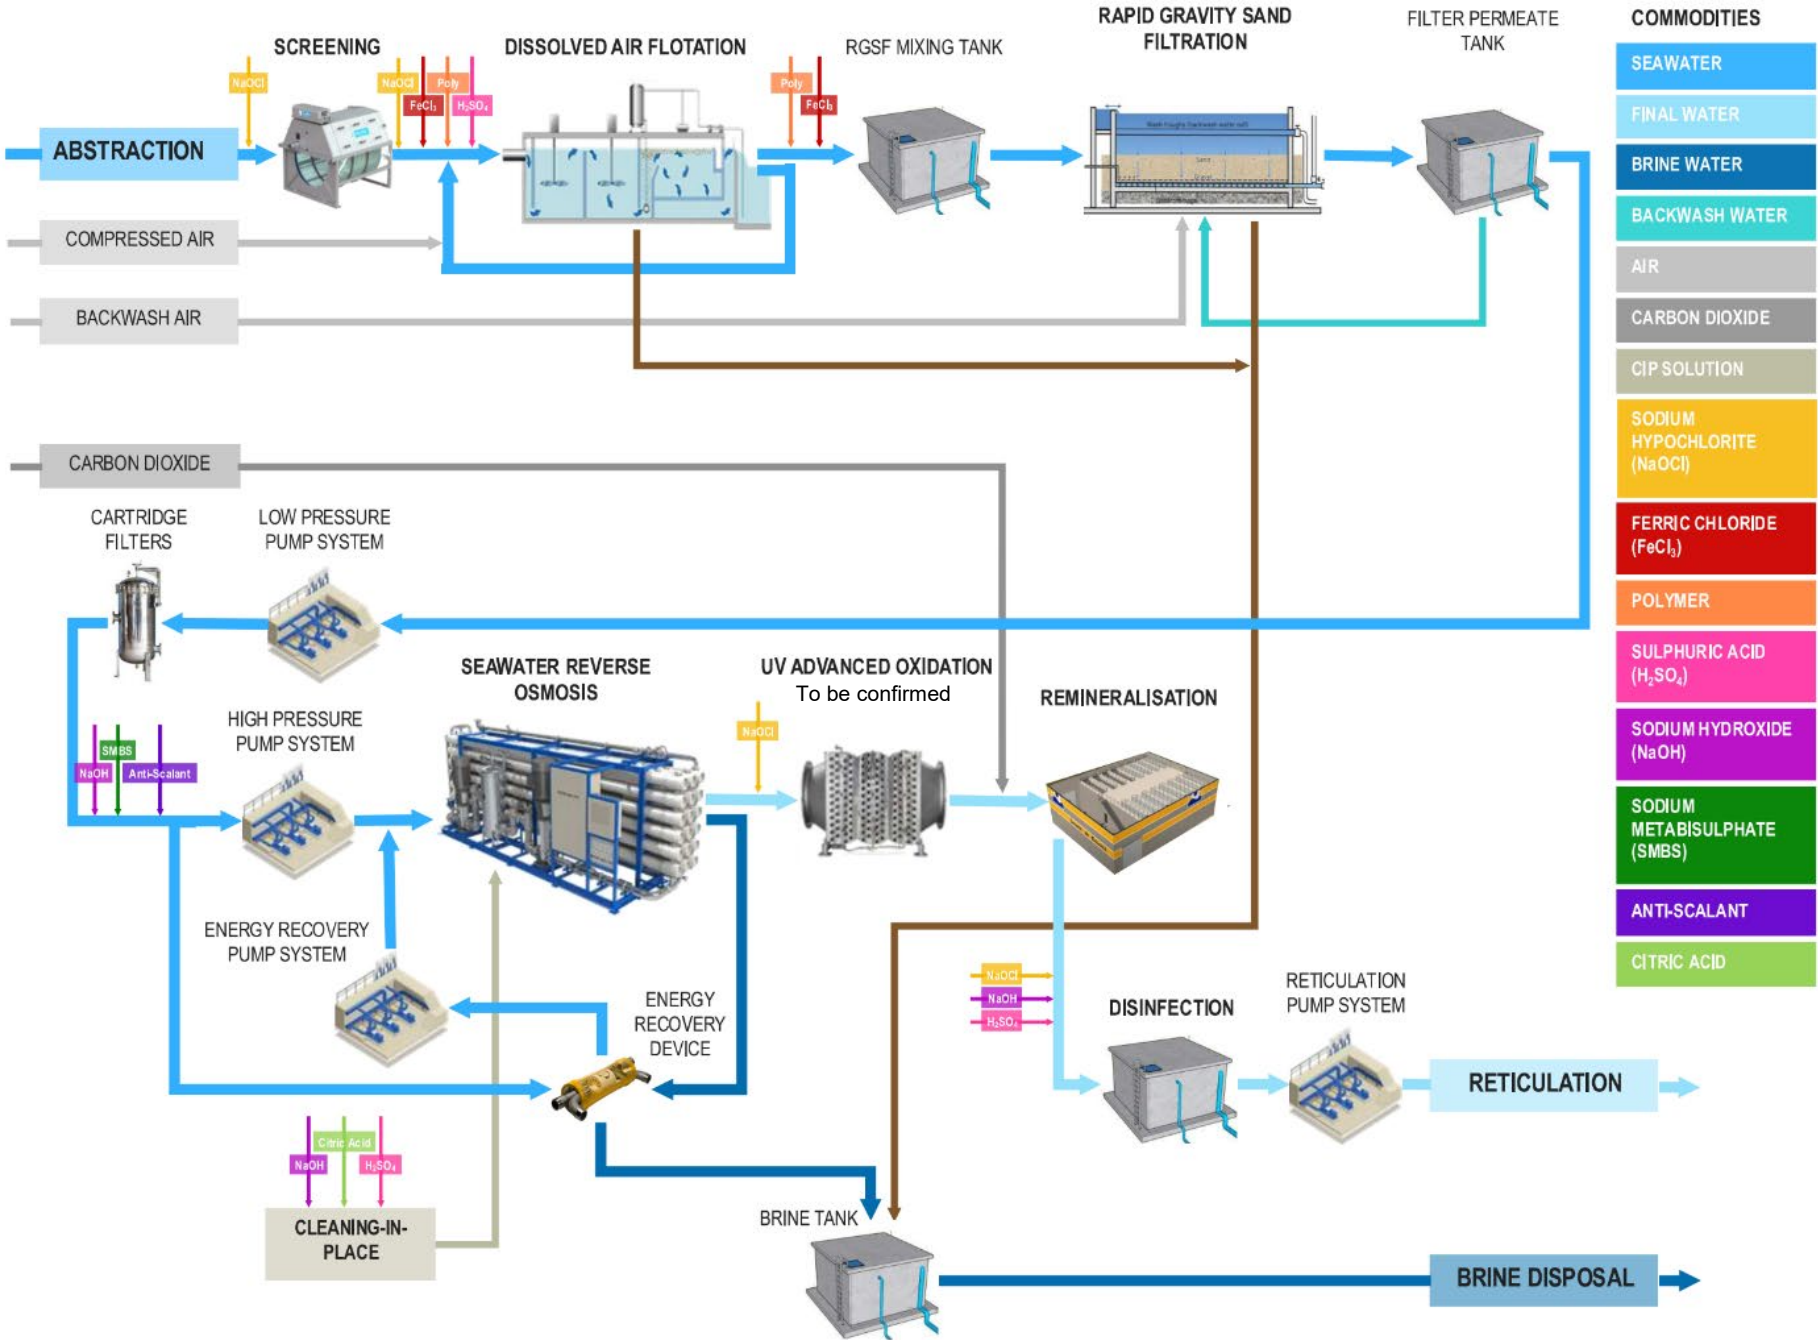 SCREENING
DISSOLVED AIR FLOTATION
RGSF MIXING TANK
RAPID GRAVITY SAND
FILTRATION
FILTER PERMEATE
TANK
COMMODITIES
NaOCl
NaOCl
FeCl₃
Poly
H₂SO₄
Poly
FeCl₃
ABSTRACTION
Sand
COMPRESSED AIR
BACKWASH AIR
CARBON DIOXIDE
CARTRIDGE
FILTERS
LOW PRESSURE
PUMP SYSTEM
SEAWATER REVERSE
OSMOSIS
UV ADVANCED OXIDATION
To be confirmed
REMINERALISATION
HIGH PRESSURE
PUMP SYSTEM
NaOH
SMBS
Anti-Scalant
NaOCl
ENERGY RECOVERY
PUMP SYSTEM
ENERGY
RECOVERY
DEVICE
NaOCl
NaOH
H₂SO₄
DISINFECTION
RETICULATION
PUMP SYSTEM
RETICULATION
NaOH
Citric Acid
H₂SO₄
CLEANING-IN-
PLACE
BRINE TANK
BRINE DISPOSAL
SEAWATER
FINAL WATER
BRINE WATER
BACKWASH WATER
AIR
CARBON DIOXIDE
CIP SOLUTION
SODIUM
HYPOCHLORITE
(NaOCl)
FERRIC CHLORIDE
(FeCl₃)
POLYMER
SULPHURIC ACID
(H₂SO₄)
SODIUM HYDROXIDE
(NaOH)
SODIUM
METABISULPHATE
(SMBS)
ANTI-SCALANT
CITRIC ACID